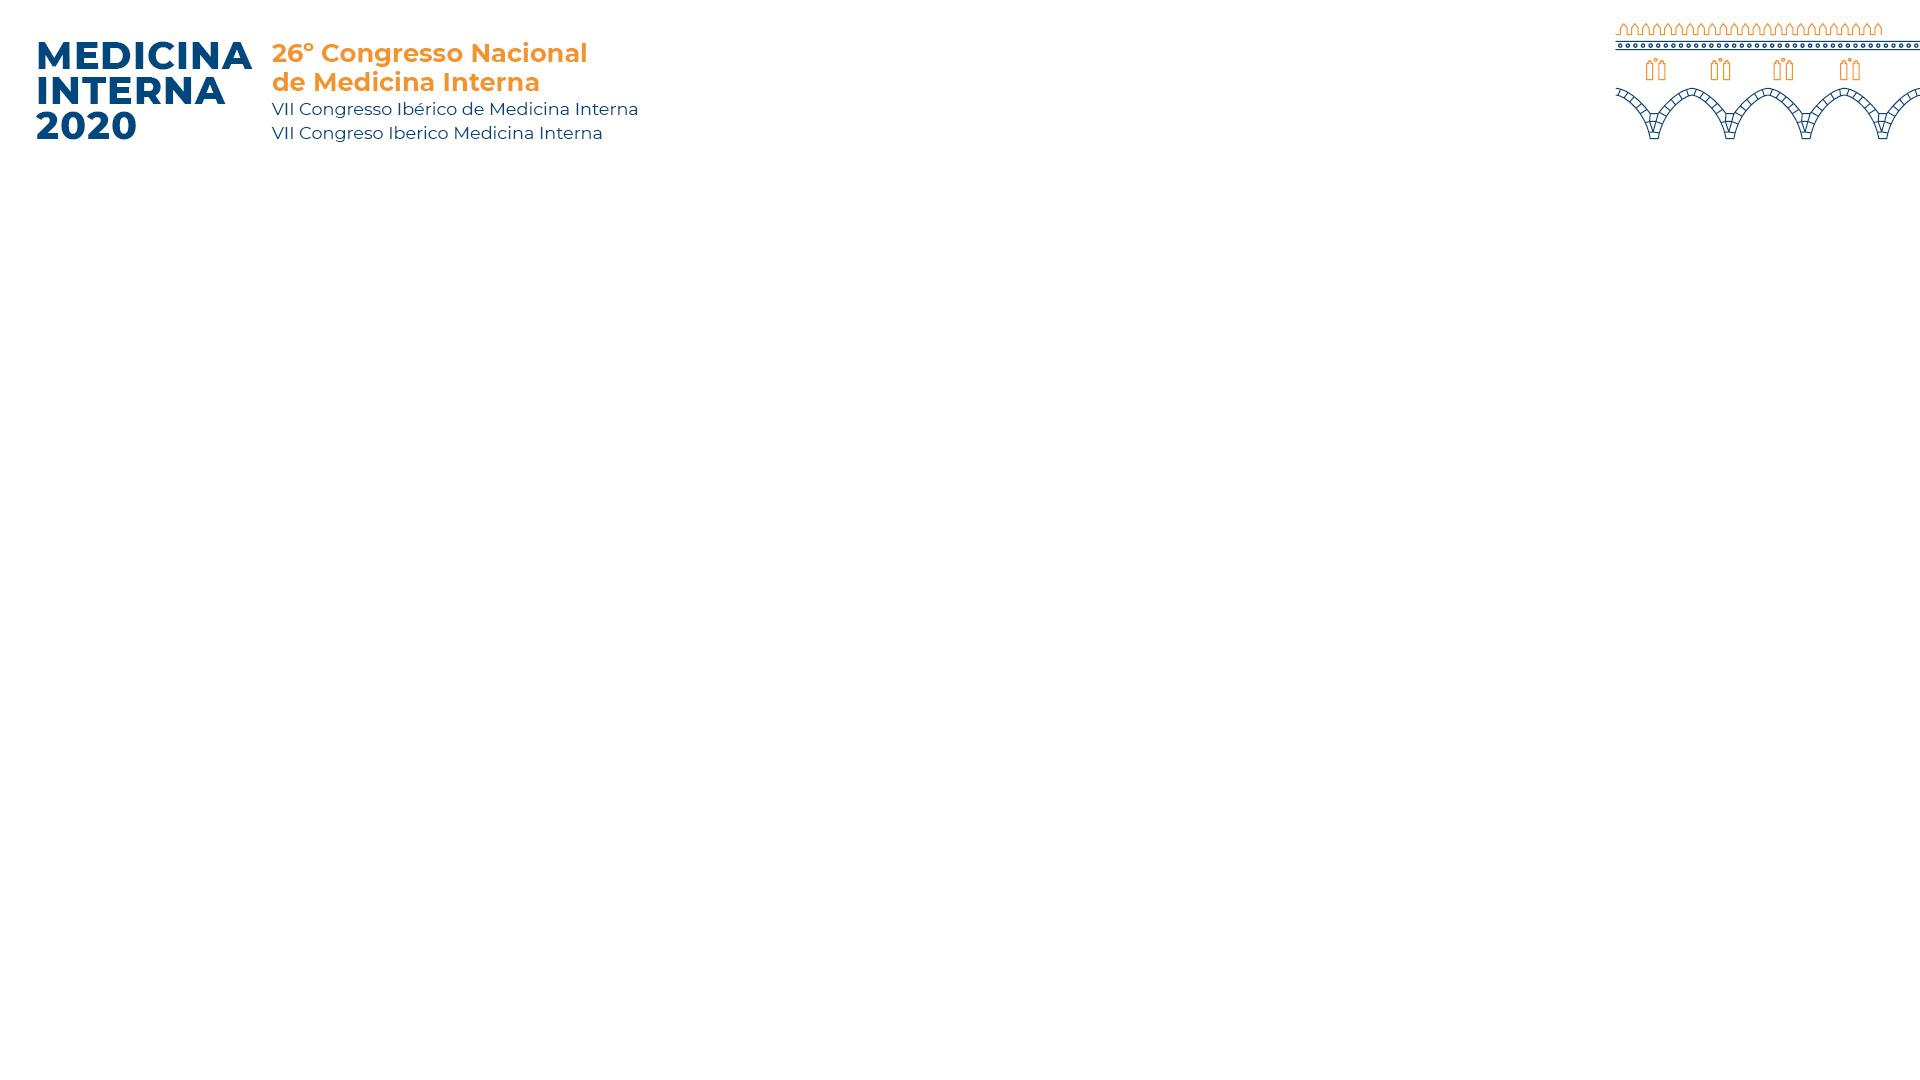 MEDICINA
INTERNA
2020
26º Congresso Nacional
de Medicina Interna
VII Congresso Ibérico de Medicina Interna
VII Congreso Iberico Medicina Interna